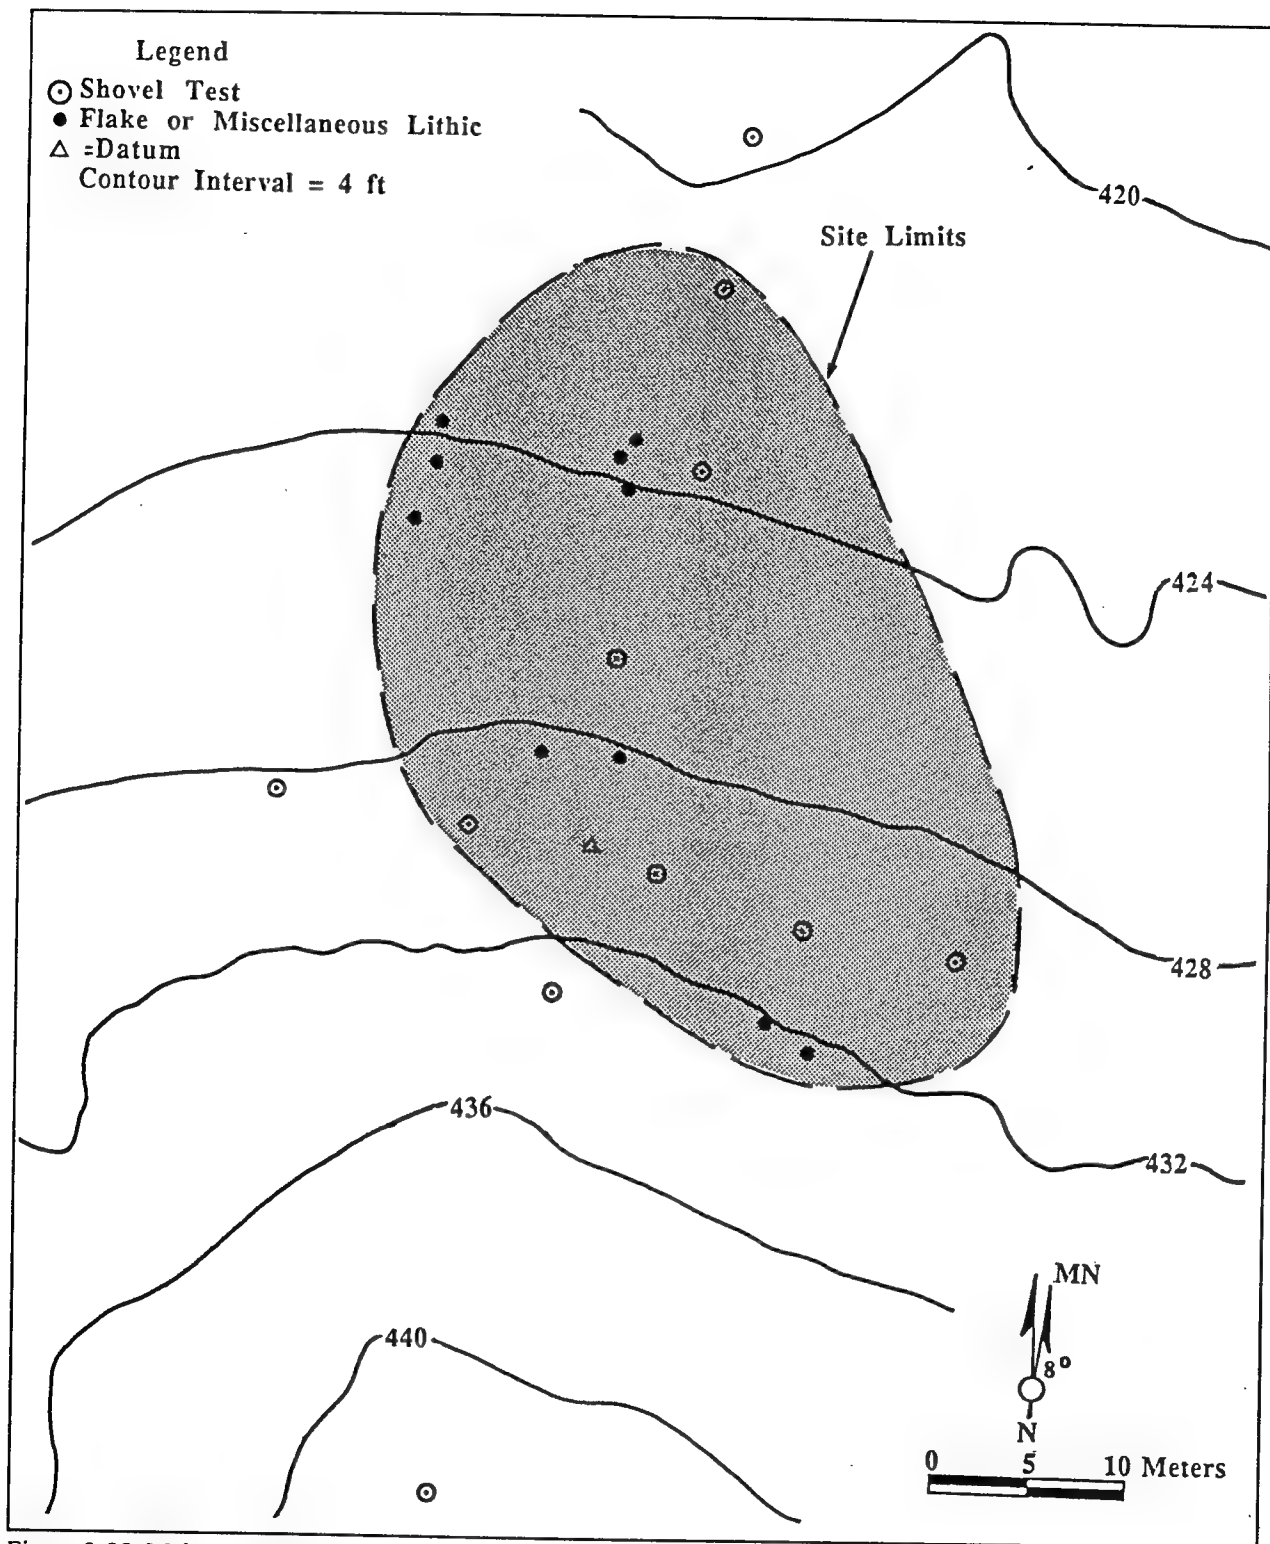 Legend
Shovel Test
Flake or Miscellaneous Lithic
=Datum
Contour Interval = 4 ft
420
Site Limits
424
428
436
432
440
MN
8°
N
0 5 10 Meters